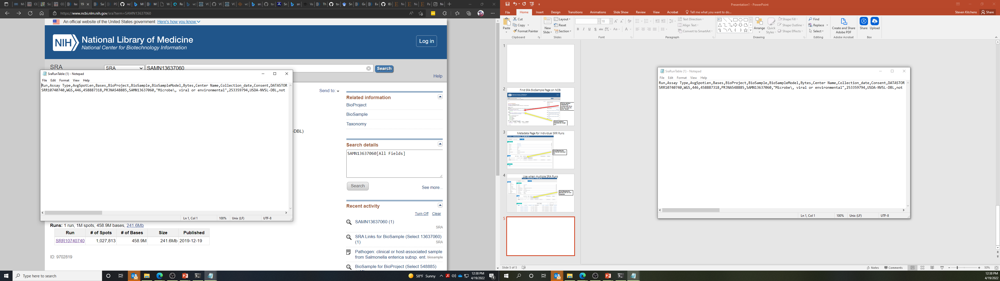 https://www.ncbi.nlm.nih.gov/sra?term=SAMN13637060
An official website of the United States government Here's how you know
NIH National Library of Medicine
National Center for Biotechnology Information
Log in
SRA SRA SAMN13637060 Search
Help
SraRunTable (1) - Notepad
File Edit Format View Help
Run,Assay Type,AvgSpotLen,Bases,BioProject,BioSample,BioSampleModel,Bytes,Center Name,Collection_date,Consent,DATASTOR
SRR10740740,WGS,446,458887318,PRJNA548885,SAMN13637060,"Microbe\, viral or environmental",253359794,USDA-NVSL-DBL,not
Ln 1, Col 1 100% Unix (LF) UTF-8
Send to:
-DBL)
Related information
BioProject
BioSample
Taxonomy
Search details
SAMN13637060[All Fields]
Search
See more...
Recent activity
Turn Off Clear
SAMN13637060 (1)
SRA
SRA Links for BioSample (Select 13637060)
(1)
SRA
Pathogen: clinical or host-associated sample
from Salmonella enterica subsp. ent.
biosample
BioSample for BioProject (Select 548885)
Runs: 1 run, 1M spots, 458.9M bases, 241.6Mb
Run # of Spots # of Bases Size Published
SRR10740740 1,027,813 458.9M 241.6Mb 2019-12-19
ID: 9702819
Type here to search
58°F Sunny
12:38 PM
4/19/2022
Presentation1 - PowerPoint
File Home Insert Design Transitions Animations Slide Show Review View Acrobat Tell me what you want to do...
Steven Kitchens Share
Paste Cut Copy Format Painter
Clipboard
New Slide Layout Reset Section
Slides
18
Font
Text Direction Align Text Convert to SmartArt
Paragraph
Arrange Quick Styles Shape Fill Shape Outline Shape Effects
Drawing
Find Replace Select
Editing
Create and Share Adobe PDF
Adobe Acrobat
Share Upload
Box
1
2
Find SRA BioSample Page on NCBI
3
Metadata Page for Individual SRR Runs
4
Use when multiple SRA Runs
5
SraRunTable (1) - Notepad
File Edit Format View Help
Run,Assay Type,AvgSpotLen,Bases,BioProject,BioSample,BioSampleModel,Bytes,Center Name,Collection_date,Consent,DATASTOR
SRR10740740,WGS,446,458887318,PRJNA548885,SAMN13637060,"Microbe\, viral or environmental",253359794,USDA-NVSL-DBL,not
Ln 1, Col 1 100% Unix (LF) UTF-8
Slide 5 of 5
Notes Comments 50%
12:38 PM
4/19/2022